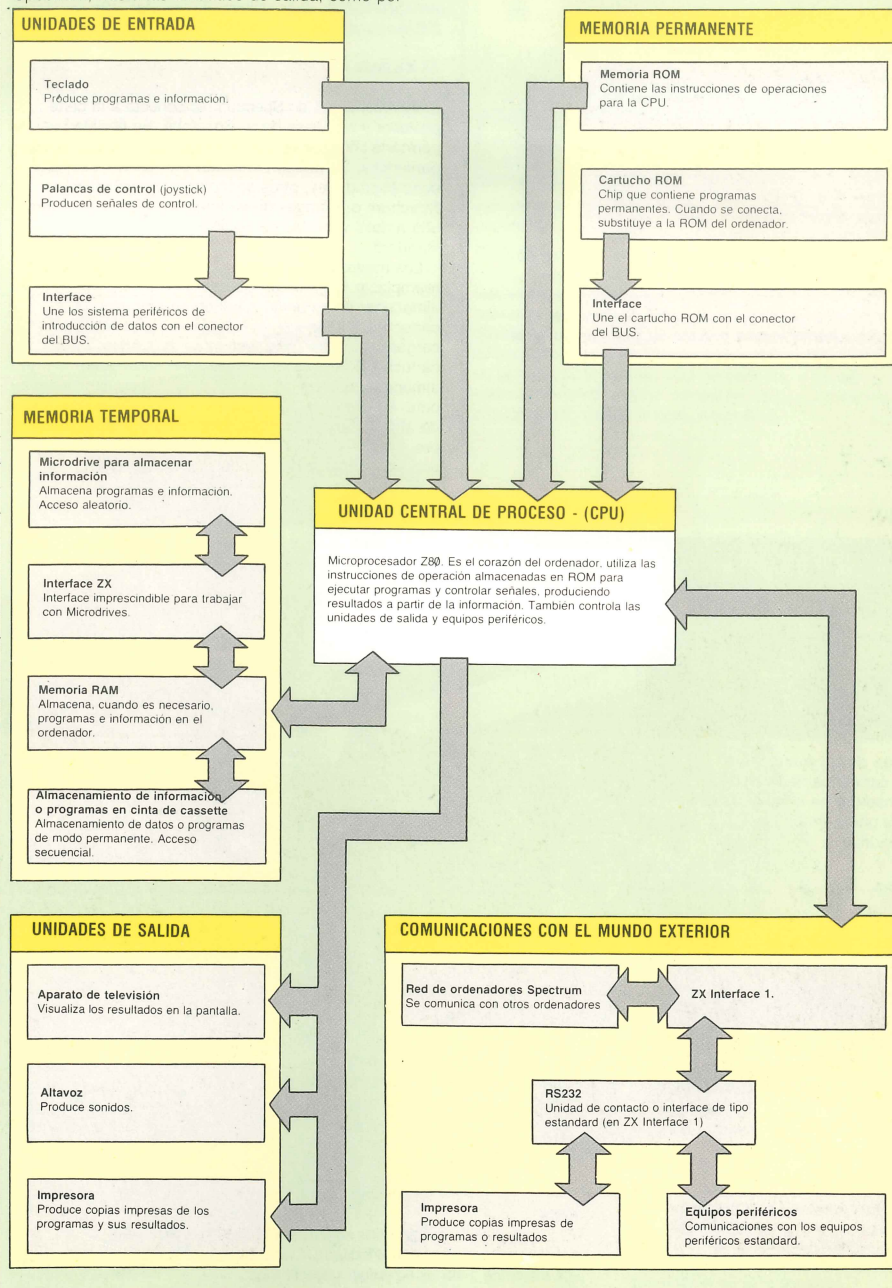 UNIDADES DE ENTRADA
Teclado
Produce programas e información.
Palancas de control (joystick)
Producen señales de control.
Interface
Une los sistema periféricos de
introducción de datos con el conector
del BUS.
MEMORIA PERMANENTE
Memoria ROM
Contiene las instrucciones de operaciones
para la CPU.
Cartucho ROM
Chip que contiene programas
permanentes. Cuando se conecta,
substituye a la ROM del ordenador.
Interface
Une el cartucho ROM con el conector
del BUS.
MEMORIA TEMPORAL
Microdrive para almacenar
información
Almacena programas e información.
Acceso aleatorio.
Interface ZX
Interface imprescindible para trabajar
con Microdrives.
Memoria RAM
Almacena, cuando es necesario,
programas e información en el
ordenador.
Almacenamiento de información
o programas en cinta de cassette
Almacenamiento de datos o programas
de modo permanente. Acceso
secuencial.
UNIDAD CENTRAL DE PROCESO - (CPU)
Microprocesador Z80. Es el corazón del ordenador, utiliza las
instrucciones de operación almacenadas en ROM para
ejecutar programas y controlar señales, produciendo
resultados a partir de la información. También controla las
unidades de salida y equipos periféricos.
UNIDADES DE SALIDA
Aparato de televisión
Visualiza los resultados en la pantalla.
Altavoz
Produce sonidos.
Impresora
Produce copias impresas de los
programas y sus resultados.
COMUNICACIONES CON EL MUNDO EXTERIOR
Red de ordenadores Spectrum
Se comunica con otros ordenadores
ZX Interface 1.
RS232
Unidad de contacto o interface de tipo
estandard (en ZX Interface 1)
Impresora
Produce copias impresas de
programas o resultados
Equipos periféricos
Comunicaciones con los equipos
periféricos estandard.